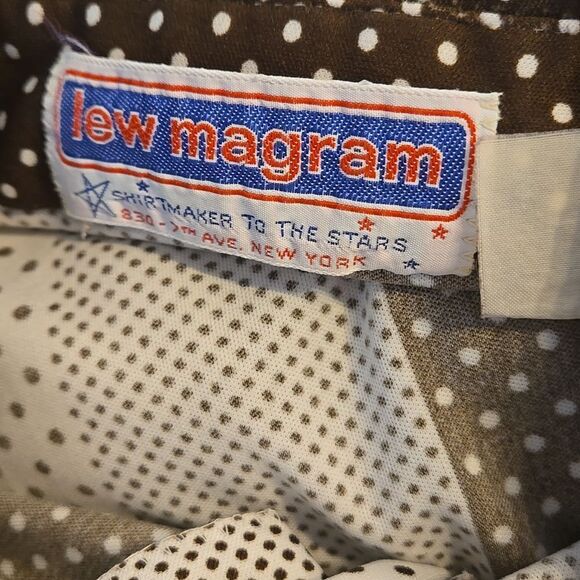 lew magram
SHIRTMAKER TO THE STARS
830-7TH AVE. NEW YORK